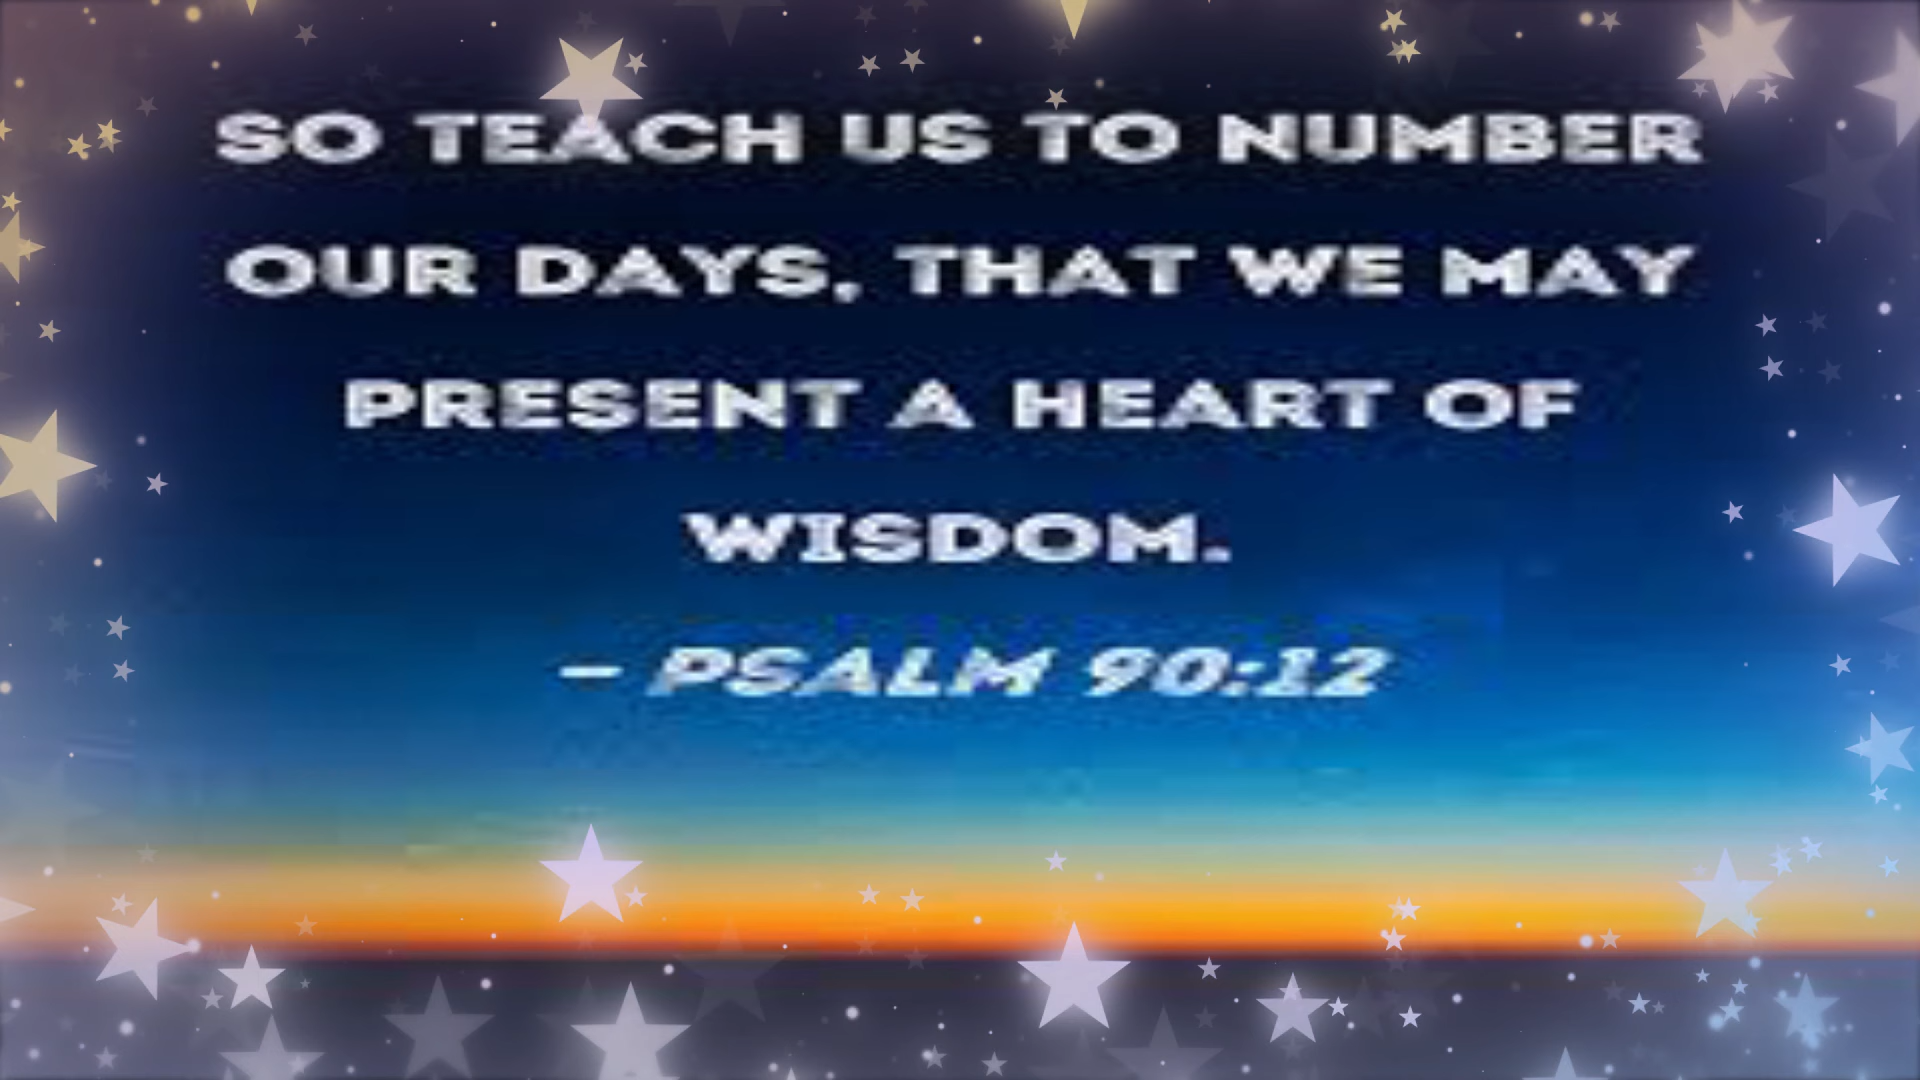 SO TEACH US TO NUMBER
OUR DAYS, THAT WE MAY
PRESENT A HEART OF
WISDOM.
– PSALM 90:12